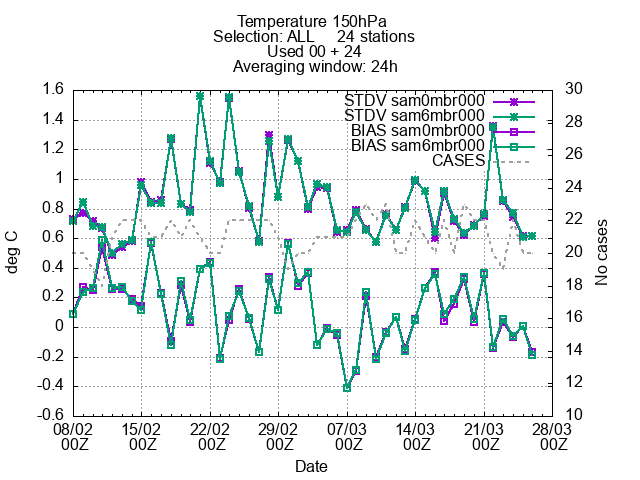 Temperature 150hPa
Selection: ALL 24 stations
Used 00 + 24
Averaging window: 24h
STDV sam0mbr000
STDV sam6mbr000
BIAS sam0mbr000
BIAS sam6mbr000
CASES
deg C
1.6
1.4
1.2
1
0.8
0.6
0.4
0.2
0
-0.2
-0.4
-0.6
30
28
26
24
22
20
18
16
14
12
10
No cases
08/02 15/02 22/02 29/02 07/03 14/03 21/03 28/03
00Z 00Z 00Z 00Z 00Z 00Z 00Z 00Z
Date